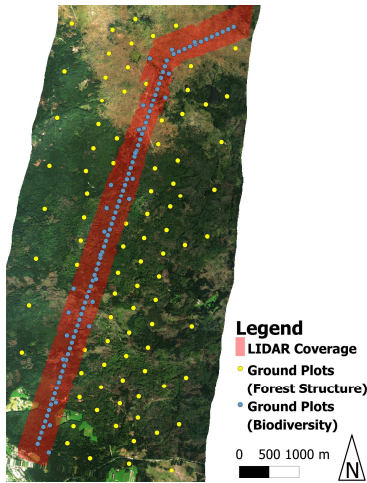 Legend
LIDAR Coverage
Ground Plots
(Forest Structure)
Ground Plots
(Biodiversity)
0 500 1000 m
N